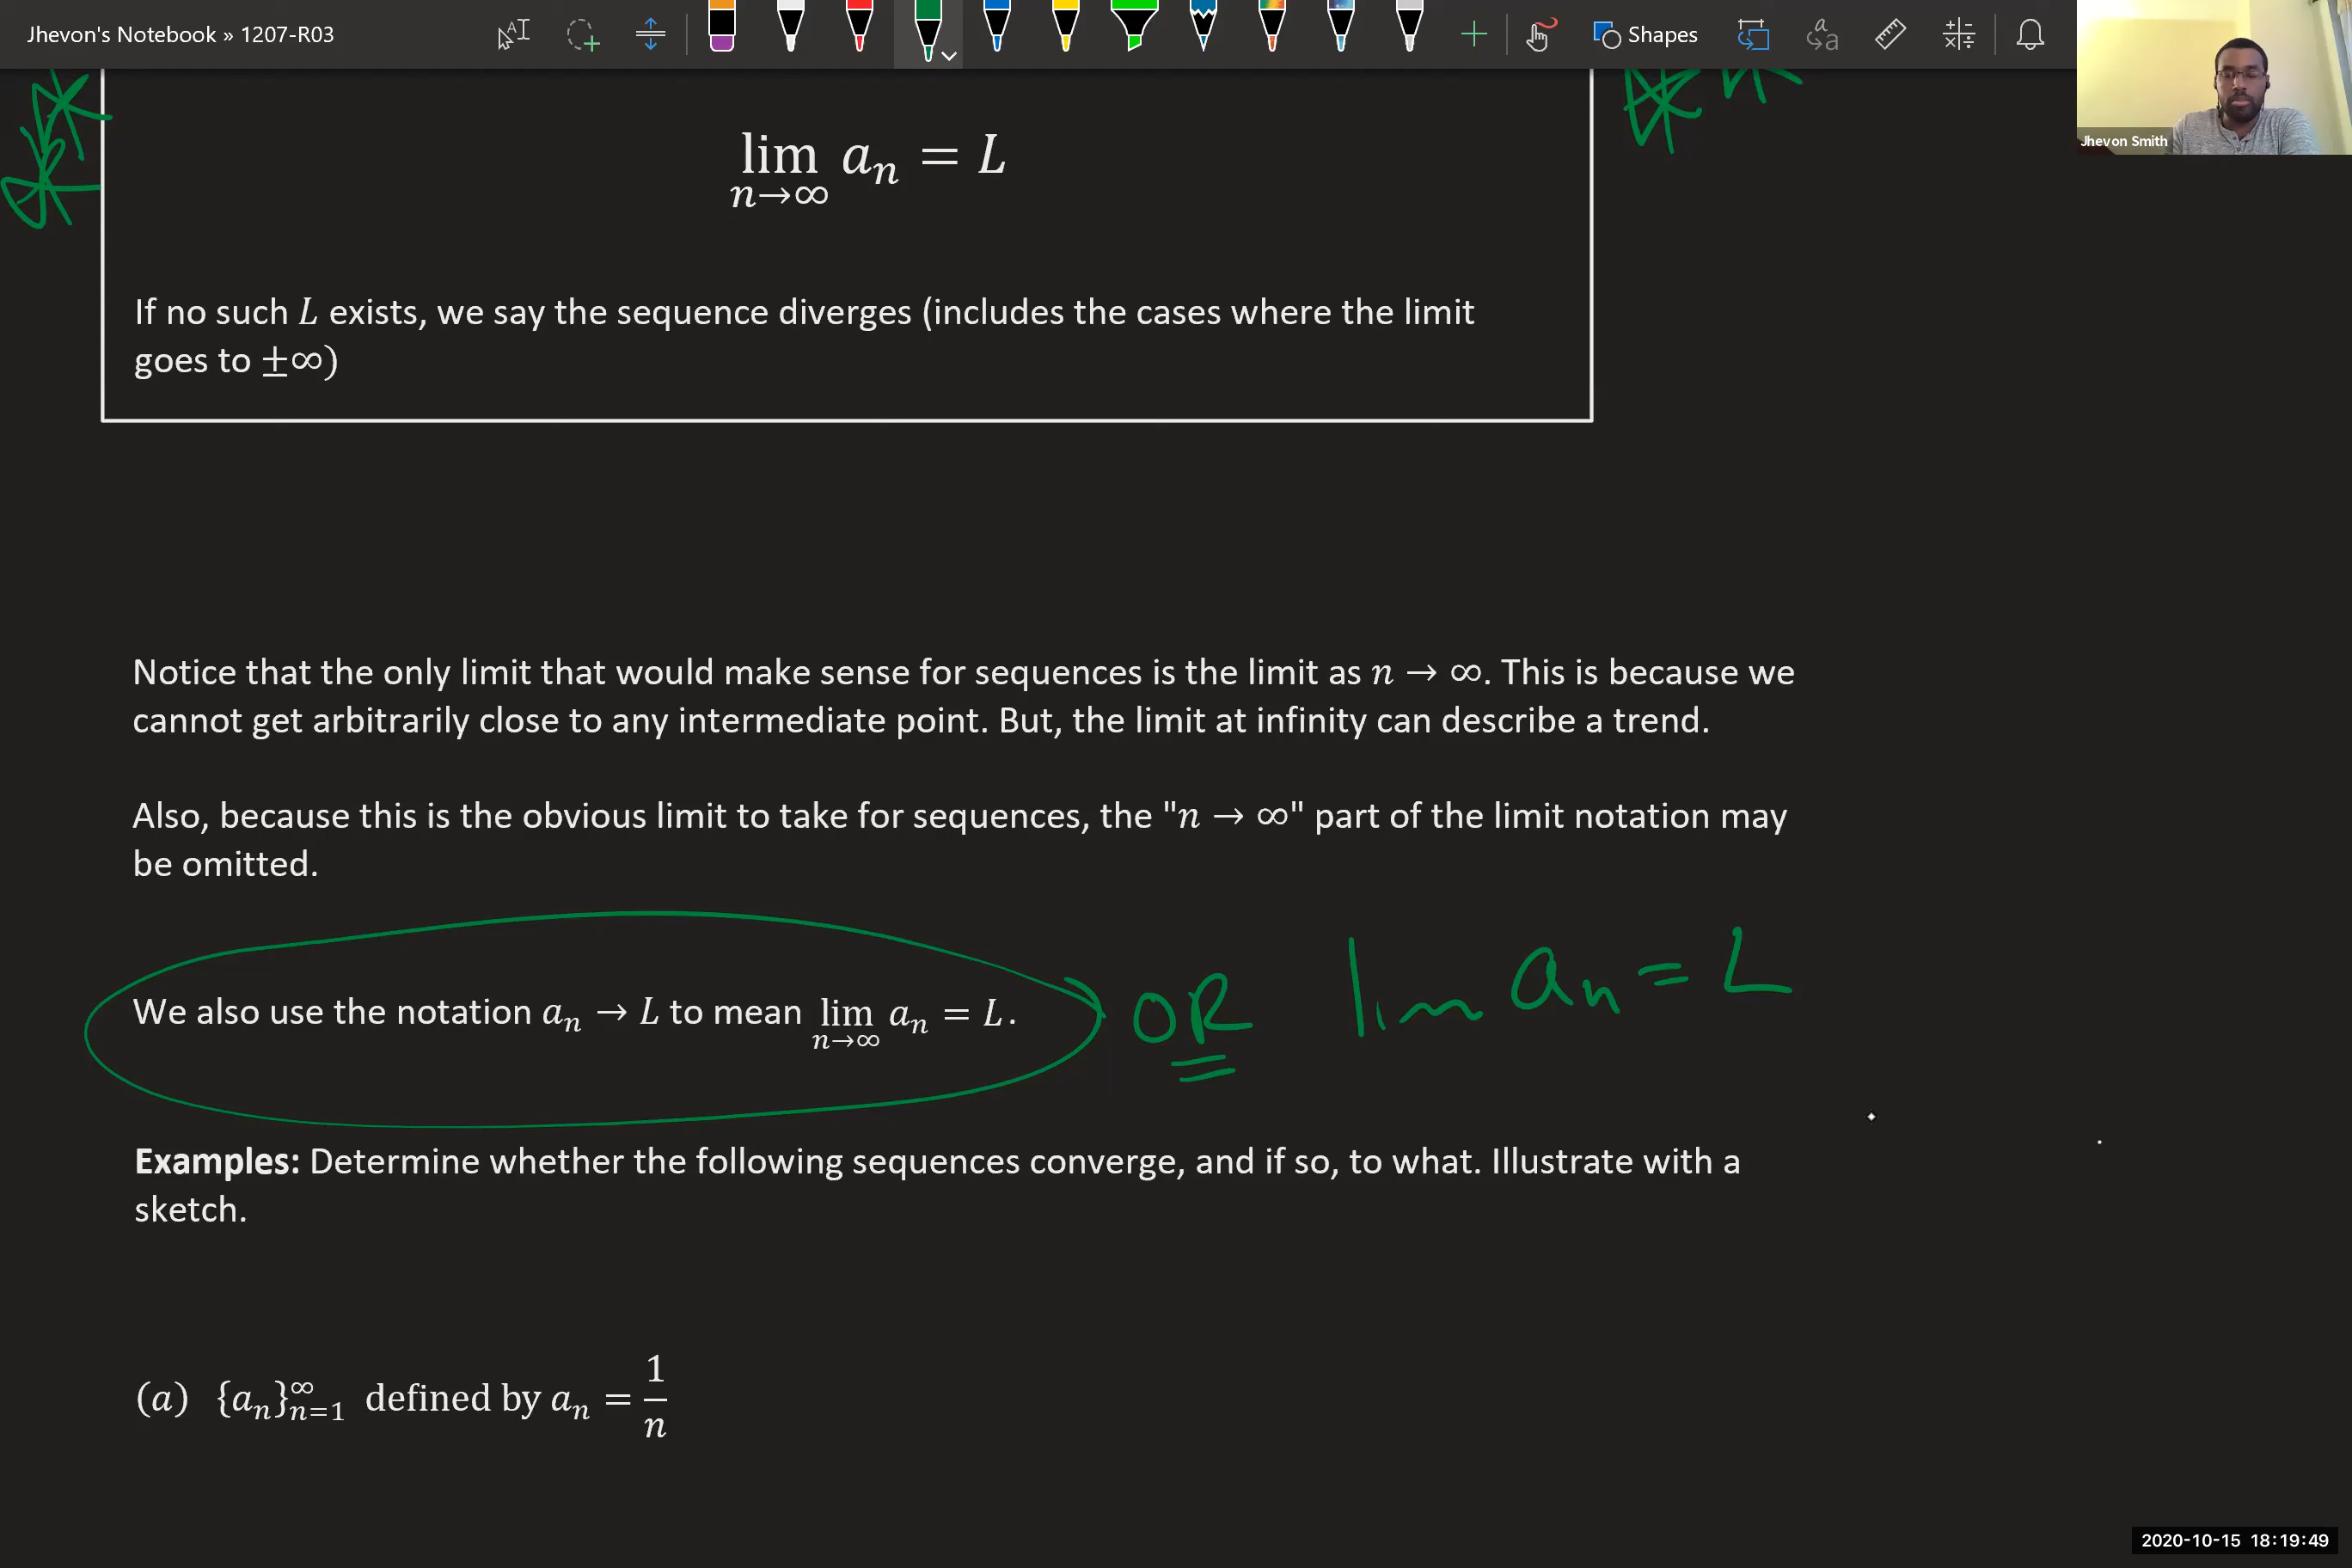 Jhevon's Notebook » 1207-R03
Shapes
Jhevon Smith
lim n→∞ aₙ = L
If no such L exists, we say the sequence diverges (includes the cases where the limit
goes to ±∞)
Notice that the only limit that would make sense for sequences is the limit as n → ∞. This is because we
cannot get arbitrarily close to any intermediate point. But, the limit at infinity can describe a trend.
Also, because this is the obvious limit to take for sequences, the "n → ∞" part of the limit notation may
be omitted.
We also use the notation aₙ → L to mean lim n→∞ aₙ = L. OR lim aₙ = L
Examples: Determine whether the following sequences converge, and if so, to what. Illustrate with a
sketch.
(a) {aₙ}∞n=1 defined by aₙ = 1/n
2020-10-15 18:19:49